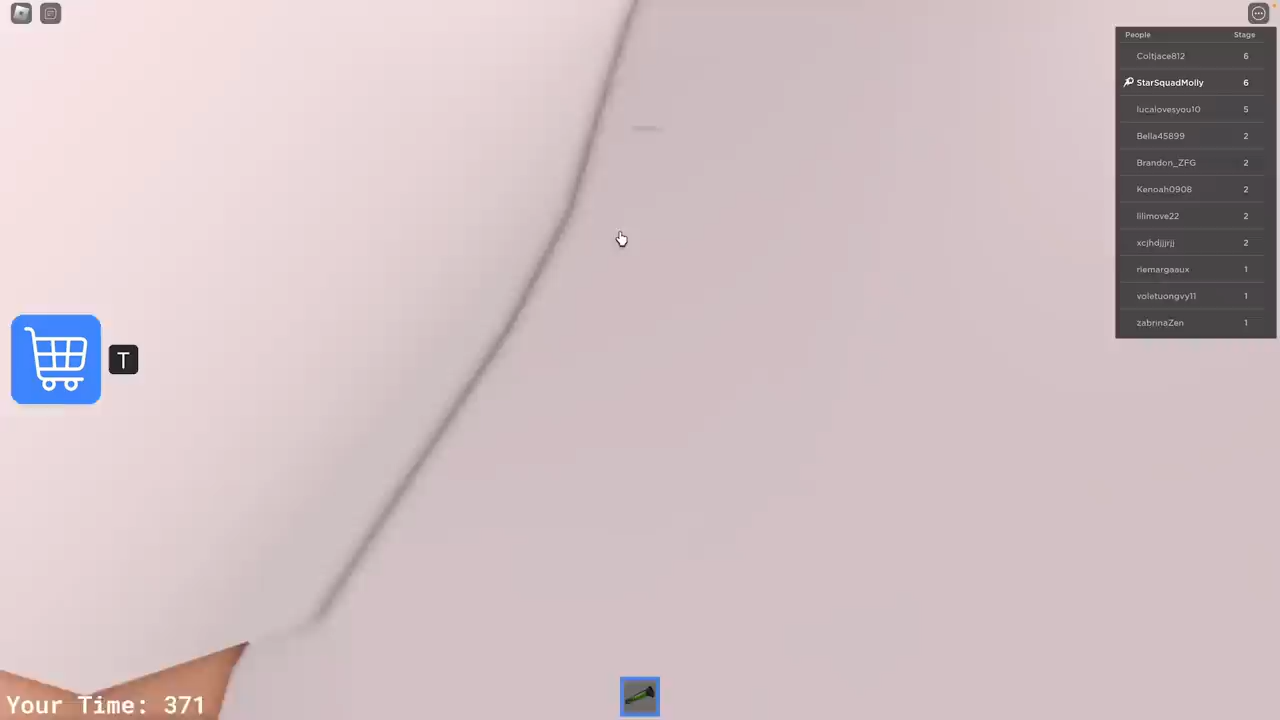 People Stage
Coltjace812 6
StarSquadMolly 6
lucalovesyou10 5
Bella45899 2
Brandon_ZFG 2
Kenoah0908 2
lilimove22 2
xcjhdjjjrjj 2
riemargaaux 1
voletuongvy11 1
zabrinaZen 1
T
Your Time: 371